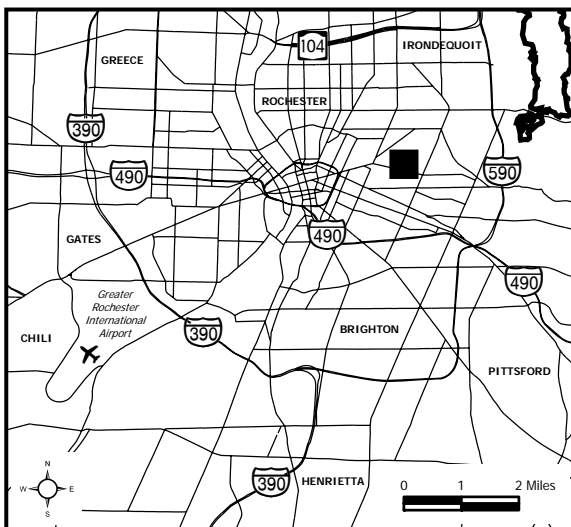 104
IRONDEQUOIT
GREECE
ROCHESTER
390
490
590
GATES
490
490
Greater
Rochester
International
Airport
CHILI
390
BRIGHTON
PITTSFORD
N
W E
S
390
HENRIETTA
0 1 2 Miles